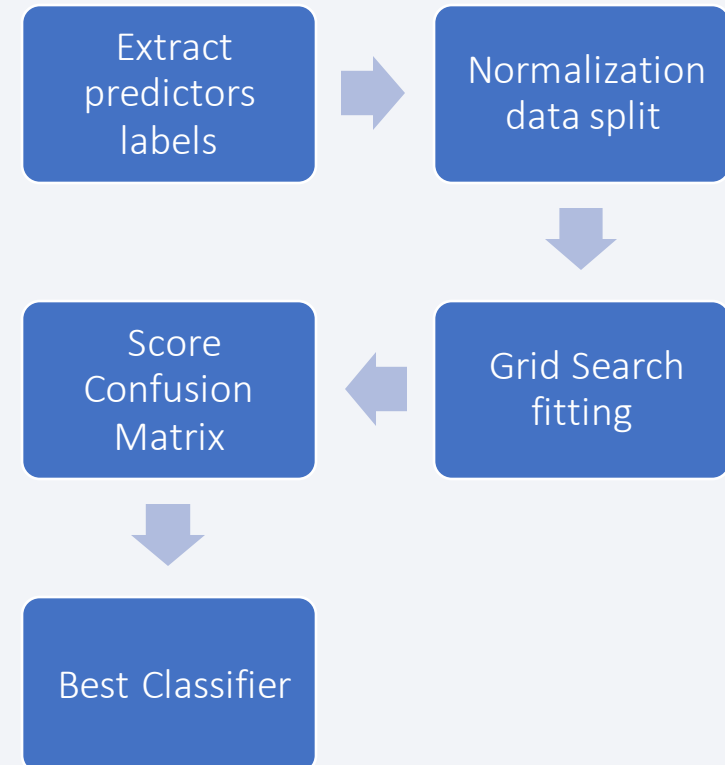 Extract
predictors
labels
Normalization
data split
Grid Search
fitting
Score
Confusion
Matrix
Best Classifier